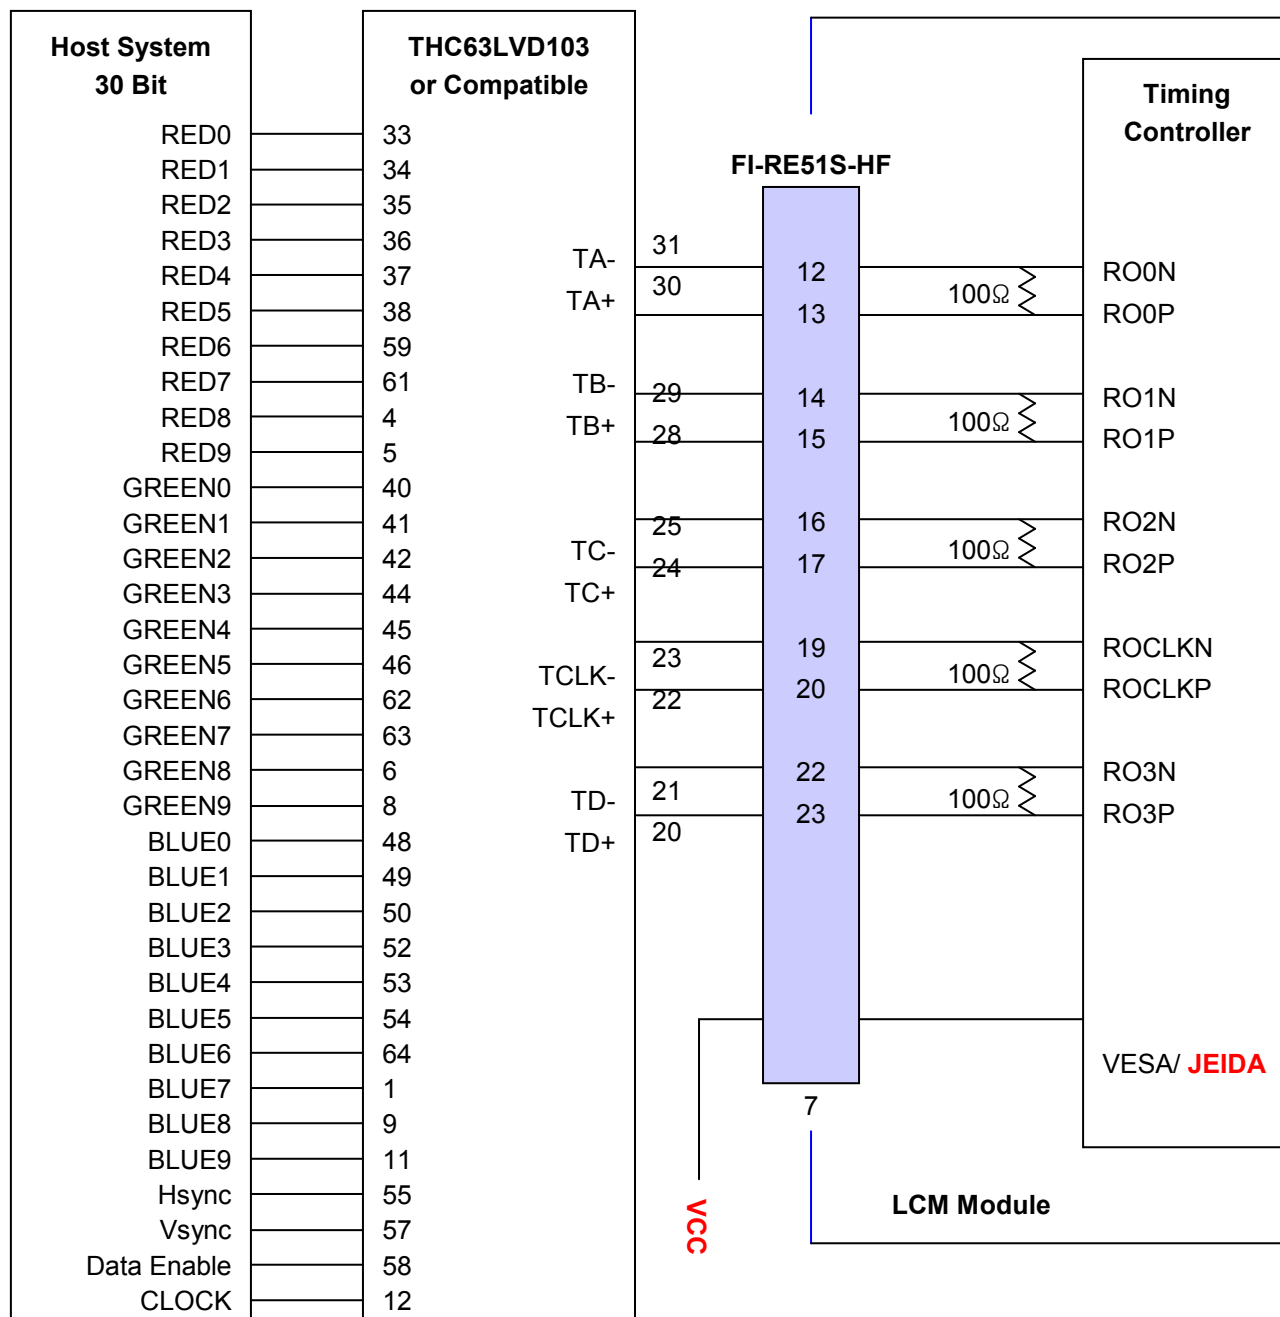 Host System
30 Bit
RED0
RED1
RED2
RED3
RED4
RED5
RED6
RED7
RED8
RED9
GREEN0
GREEN1
GREEN2
GREEN3
GREEN4
GREEN5
GREEN6
GREEN7
GREEN8
GREEN9
BLUE0
BLUE1
BLUE2
BLUE3
BLUE4
BLUE5
BLUE6
BLUE7
BLUE8
BLUE9
Hsync
Vsync
Data Enable
CLOCK
THC63LVD103
or Compatible
33
34
35
36
37
38
59
61
4
5
40
41
42
44
45
46
62
63
6
8
48
49
50
52
53
54
64
1
9
11
55
57
58
12
TA-
TA+
TB-
TB+
TC-
TC+
TCLK-
TCLK+
TD-
TD+
31
30
29
28
25
24
23
22
21
20
FI-RE51S-HF
12
13
14
15
16
17
19
20
22
23
7
VCC
100Ω
100Ω
100Ω
100Ω
100Ω
Timing
Controller
RO0N
RO0P
RO1N
RO1P
RO2N
RO2P
ROCLKN
ROCLKP
RO3N
RO3P
VESA/ JEIDA
LCM Module